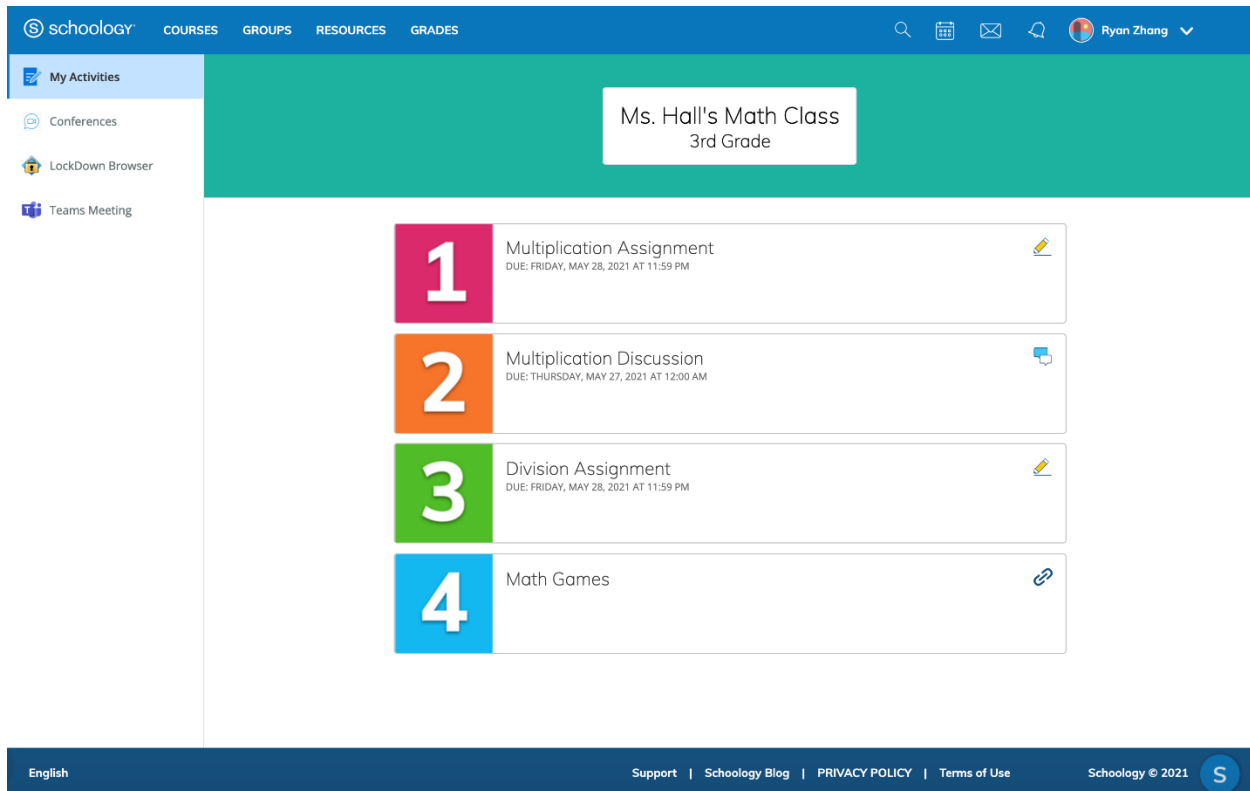 schoology COURSES GROUPS RESOURCES GRADES Ryan Zhang
My Activities
Conferences
LockDown Browser
Teams Meeting
Ms. Hall's Math Class
3rd Grade
1
Multiplication Assignment
DUE: FRIDAY, MAY 28, 2021 AT 11:59 PM
2
Multiplication Discussion
DUE: THURSDAY, MAY 27, 2021 AT 12:00 AM
3
Division Assignment
DUE: FRIDAY, MAY 28, 2021 AT 11:59 PM
4
Math Games
English Support | Schoology Blog | PRIVACY POLICY | Terms of Use Schoology © 2021 S